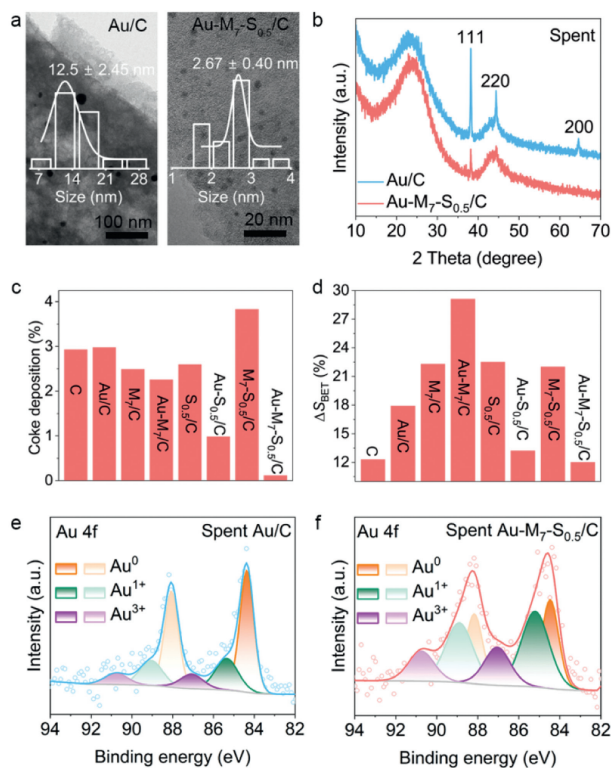 a
Au/C
12.5 ± 2.45 nm
7 14 21 28
Size (nm)
100 nm
Au-M₇-S₀.₅/C
2.67 ± 0.40 nm
1 2 3 4
Size (nm)
20 nm
b
Intensity (a.u.)
111
Spent
220
200
Au/C
Au-M₇-S₀.₅/C
10 20 30 40 50 60 70
2 Theta (degree)
c
Coke deposition (%)
4
3
2
1
0
C
Au/C
M₇/C
Au-M₇/C
S₀.₅/C
Au-S₀.₅/C
M₇-S₀.₅/C
Au-M₇-S₀.₅/C
d
ΔS_BET (%)
30
27
24
21
18
15
12
C
Au/C
M₇/C
Au-M₇/C
S₀.₅/C
Au-S₀.₅/C
M₇-S₀.₅/C
Au-M₇-S₀.₅/C
e
Intensity (a.u.)
Au 4f Spent Au/C
Au⁰
Au¹⁺
Au³⁺
94 92 90 88 86 84 82
Binding energy (eV)
f
Intensity (a.u.)
Au 4f Spent Au-M₇-S₀.₅/C
Au⁰
Au¹⁺
Au³⁺
94 92 90 88 86 84 82
Binding energy (eV)